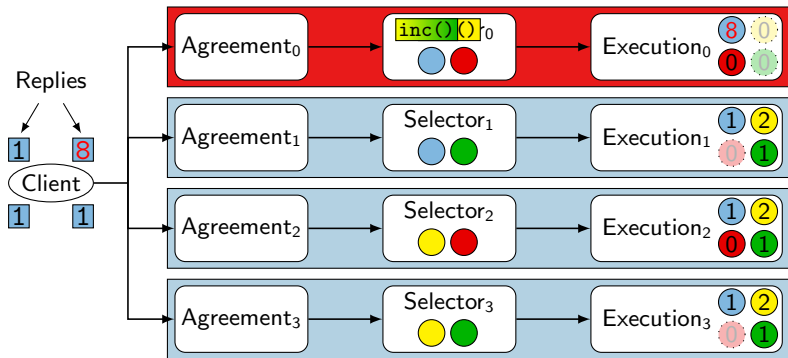 Replies
1 8
Client
1 1
Agreement₀
inc() ()r₀
Execution₀
8 0
0 0
Agreement₁
Selector₁
Execution₁
1 2
0 1
Agreement₂
Selector₂
Execution₂
1 2
0 1
Agreement₃
Selector₃
Execution₃
1 2
0 1